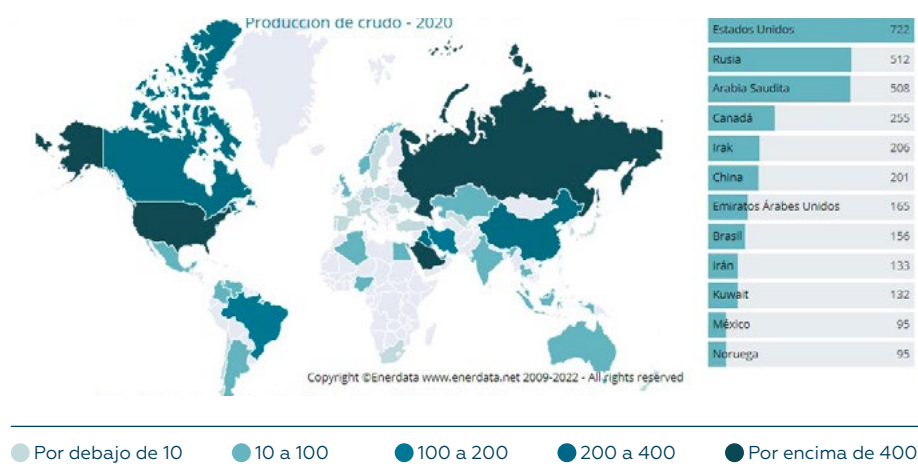 Producción de crudo - 2020
Estados Unidos 722
Rusia 512
Arabia Saudita 508
Canadá 255
Irak 206
China 201
Emiratos Árabes Unidos 165
Brasil 156
Irán 133
Kuwait 132
México 95
Noruega 95
Copyright ©Enerdata www.enerdata.net 2009-2022 - All rights reserved
Por debajo de 10 10 a 100 100 a 200 200 a 400 Por encima de 400